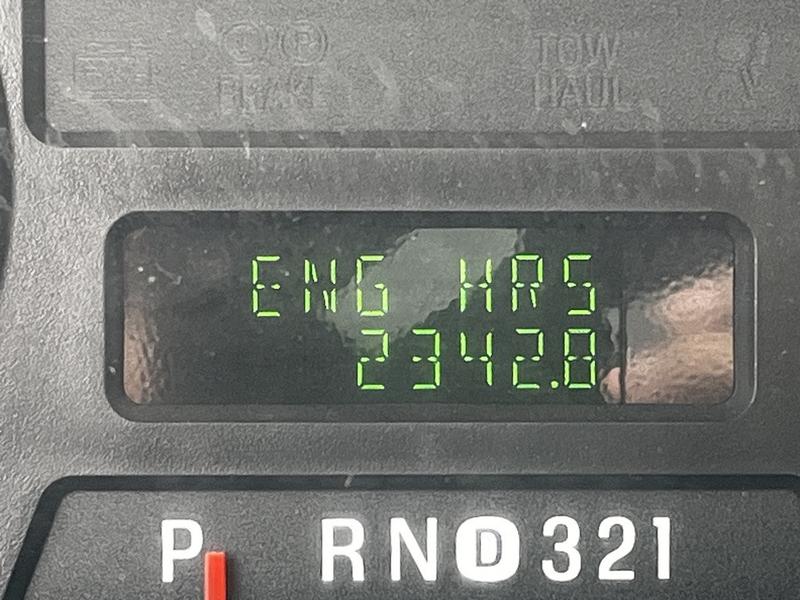 BRAKE
TOW
HAUL
ENG HRS
2342.8
P RND321